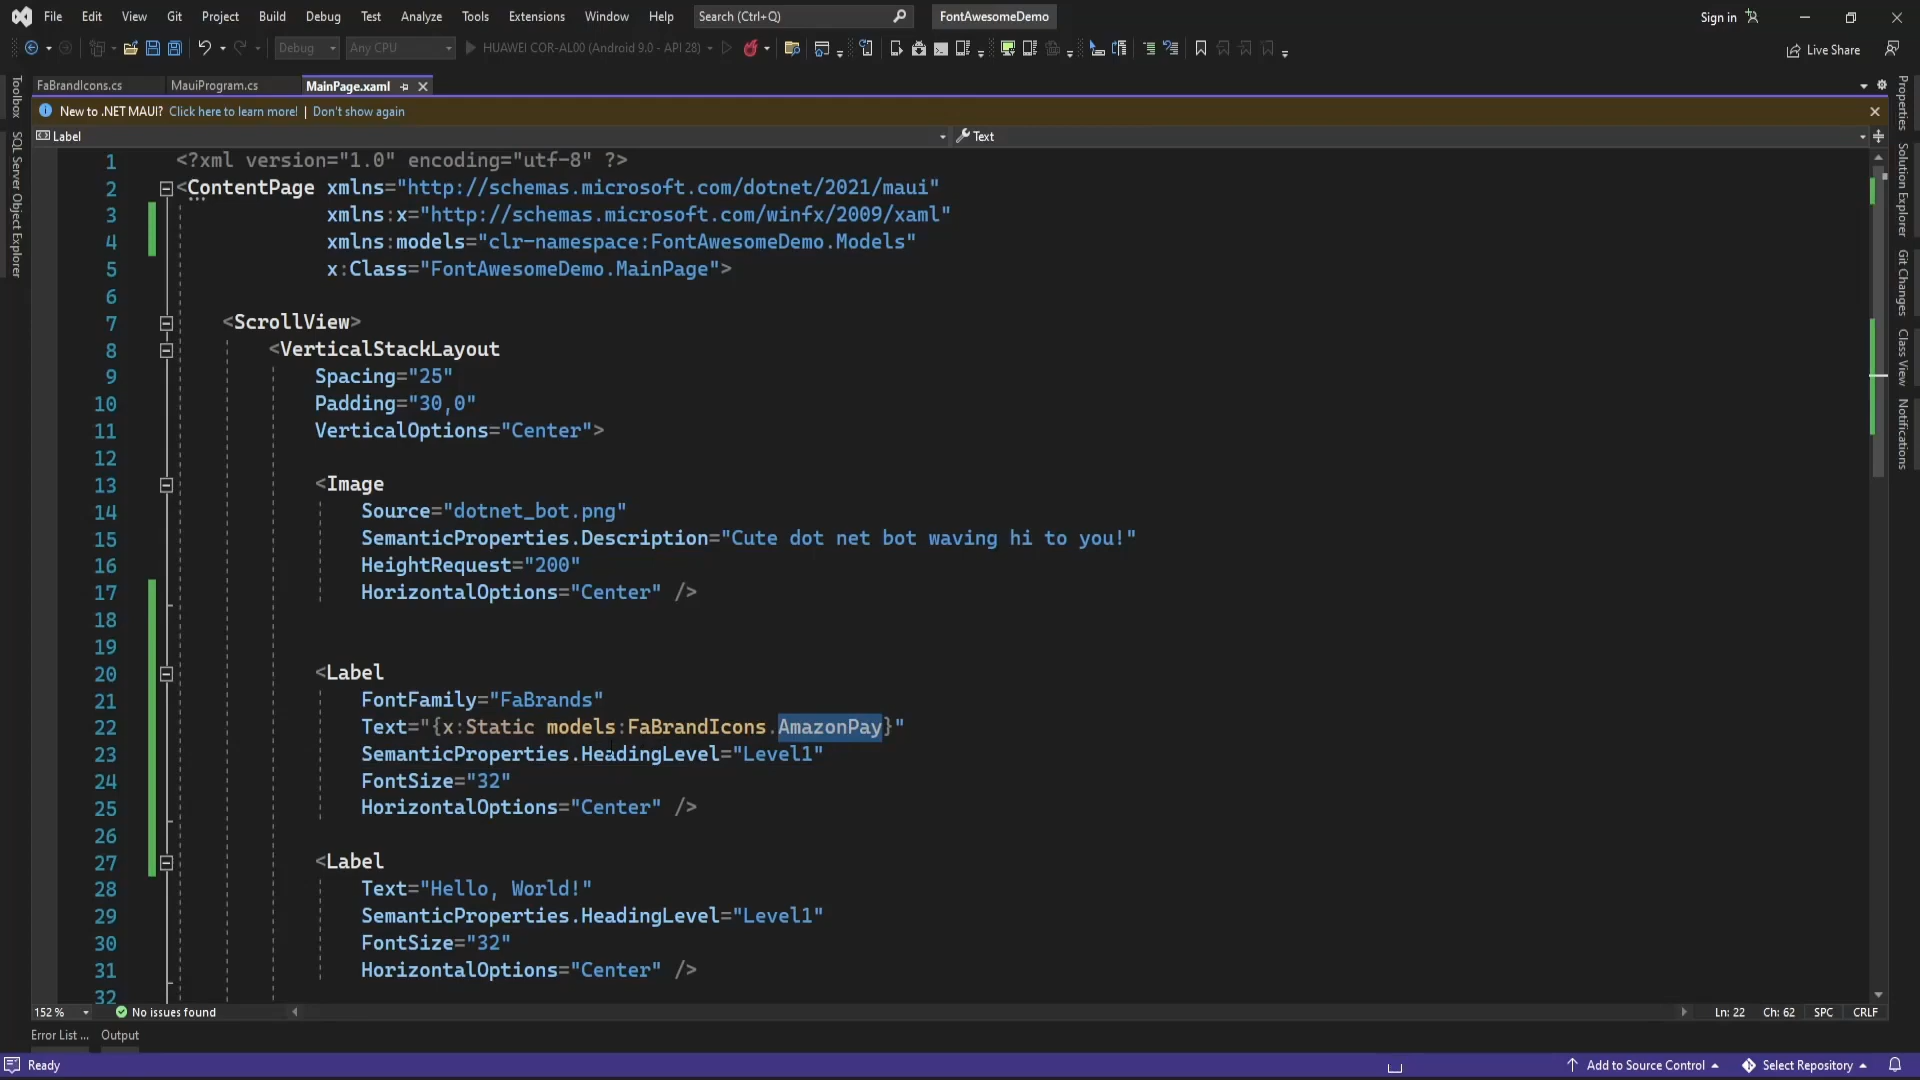 File Edit View Git Project Build Debug Test Analyze Tools Extensions Window Help Search (Ctrl+Q) FontAwesomeDemo Sign in
Debug Any CPU HUAWEI COR-AL00 (Android 9.0 - API 28) Live Share
FaBrandIcons.cs MauiProgram.cs MainPage.xaml
New to .NET MAUI? Click here to learn more! | Don't show again
Label Text
Toolbox
SQL Server Object Explorer
Properties
Solution Explorer
Git Changes
Class View
Notifications
1 <?xml version="1.0" encoding="utf-8" ?>
2 <ContentPage xmlns="http://schemas.microsoft.com/dotnet/2021/maui"
3 xmlns:x="http://schemas.microsoft.com/winfx/2009/xaml"
4 xmlns:models="clr-namespace:FontAwesomeDemo.Models"
5 x:Class="FontAwesomeDemo.MainPage">
6
7 <ScrollView>
8 <VerticalStackLayout
9 Spacing="25"
10 Padding="30,0"
11 VerticalOptions="Center">
12
13 <Image
14 Source="dotnet_bot.png"
15 SemanticProperties.Description="Cute dot net bot waving hi to you!"
16 HeightRequest="200"
17 HorizontalOptions="Center" />
18
19
20 <Label
21 FontFamily="FaBrands"
22 Text="{x:Static models:FaBrandIcons.AmazonPay}"
23 SemanticProperties.HeadingLevel="Level1"
24 FontSize="32"
25 HorizontalOptions="Center" />
26
27 <Label
28 Text="Hello, World!"
29 SemanticProperties.HeadingLevel="Level1"
30 FontSize="32"
31 HorizontalOptions="Center" />
32
152 % No issues found Ln: 22 Ch: 62 SPC CRLF
Error List ... Output
Ready Add to Source Control Select Repository